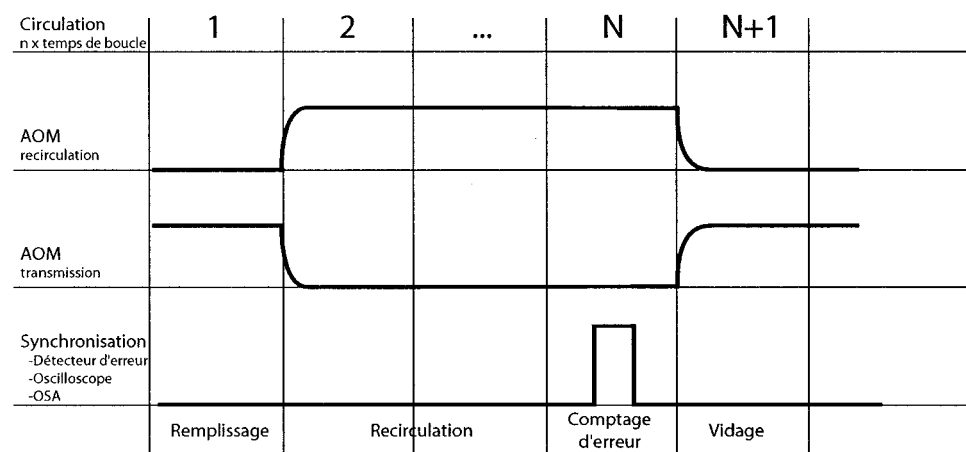 Circulation
n x temps de boucle
1 2 ... N N+1
AOM
recirculation
AOM
transmission
Synchronisation
-Détecteur d'erreur
-Oscilloscope
-OSA
Remplissage Recirculation Comptage
d'erreur Vidage